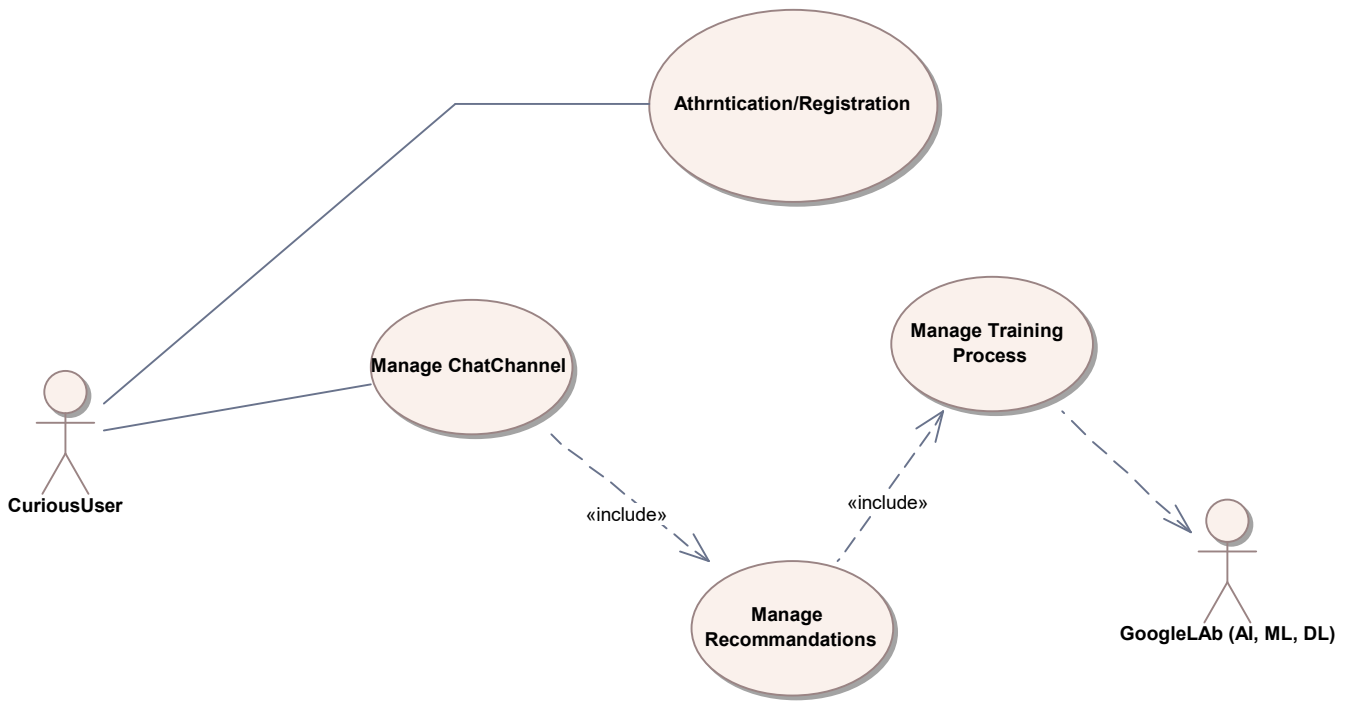 Athrntication/Registration
Manage ChatChannel
Manage Training
Process
CuriousUser
«include»
«include»
Manage
Recommandations
GoogleLAb (AI, ML, DL)